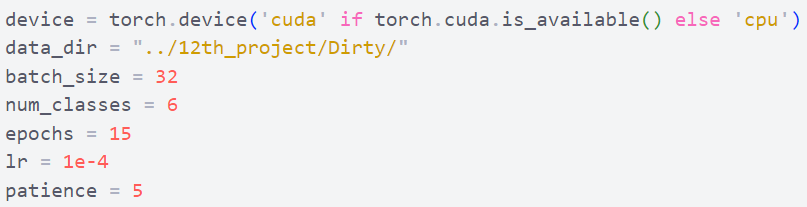 device = torch.device('cuda' if torch.cuda.is_available() else 'cpu')
data_dir = "../12th_project/Dirty/"
batch_size = 32
num_classes = 6
epochs = 15
lr = 1e-4
patience = 5